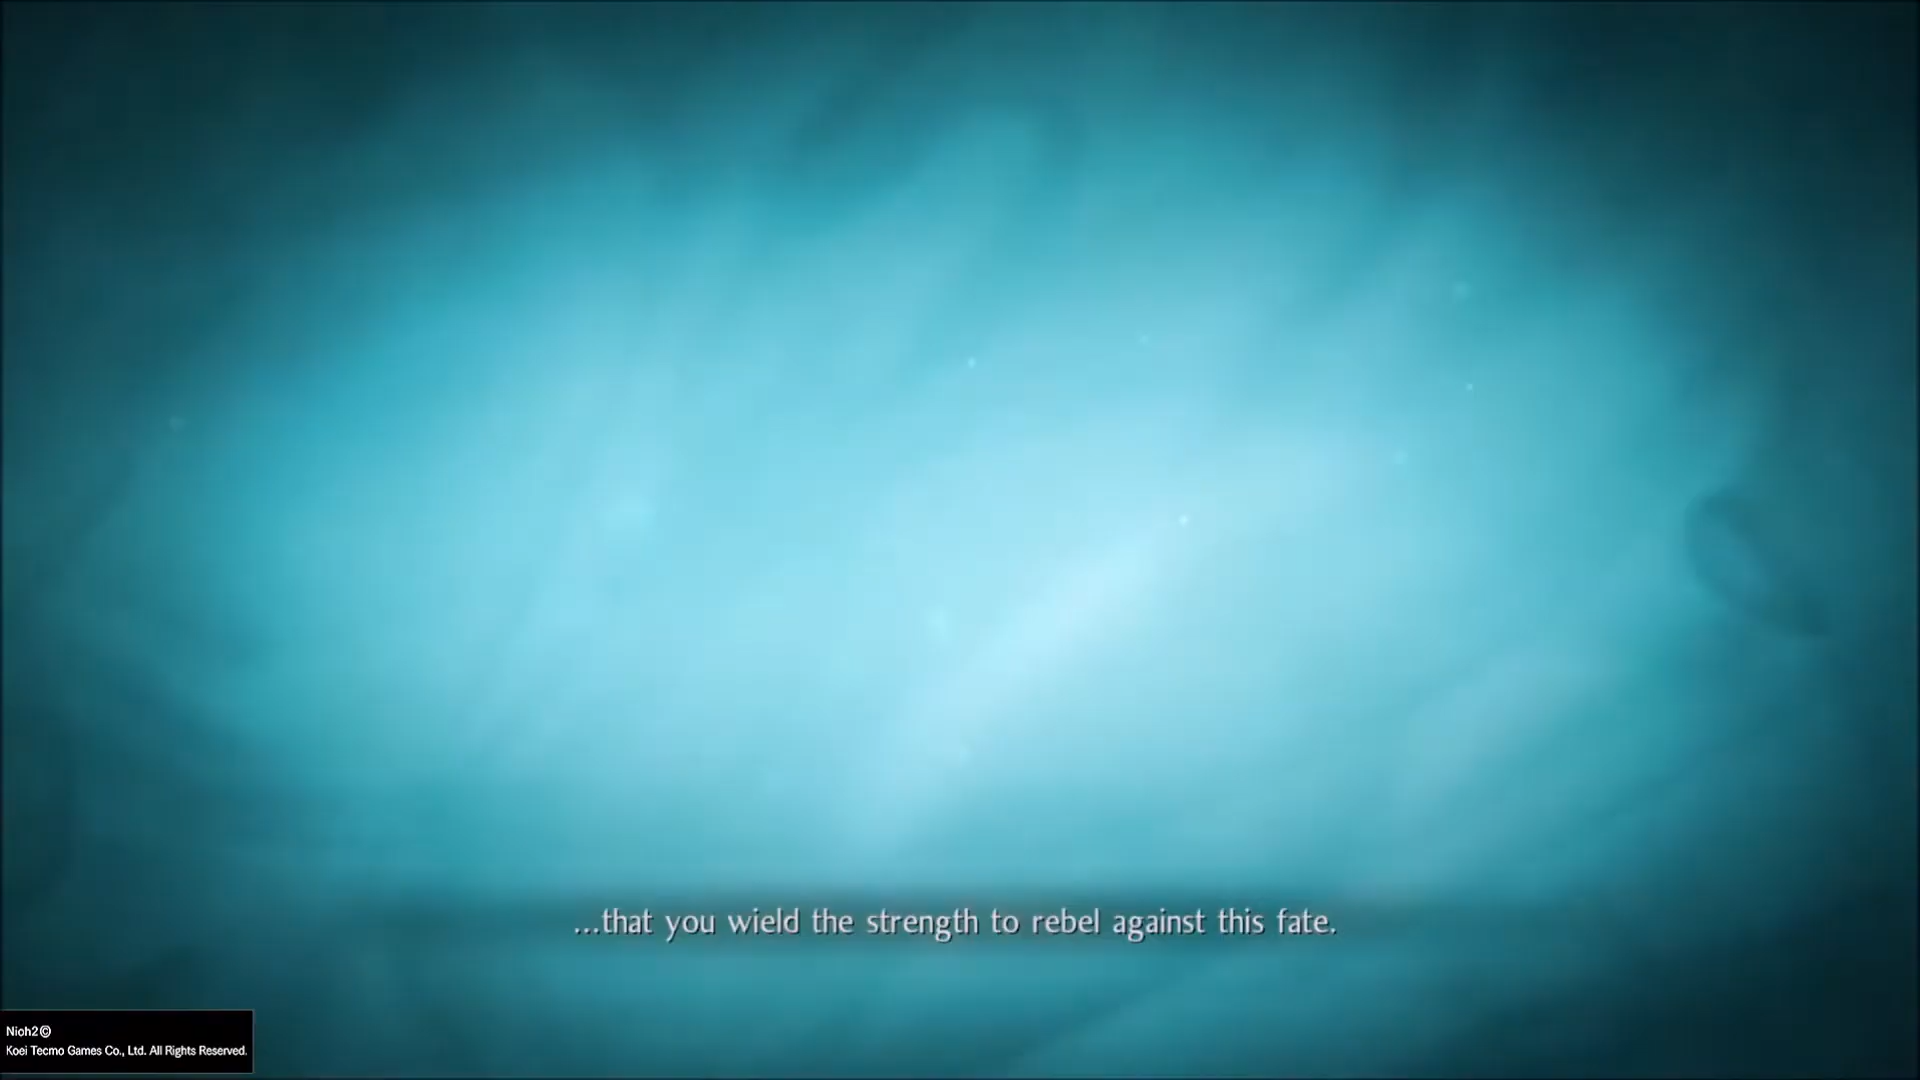 ...that you wield the strength to rebel against this fate.
Nioh2©
Koei Tecmo Games Co., Ltd. All Rights Reserved.